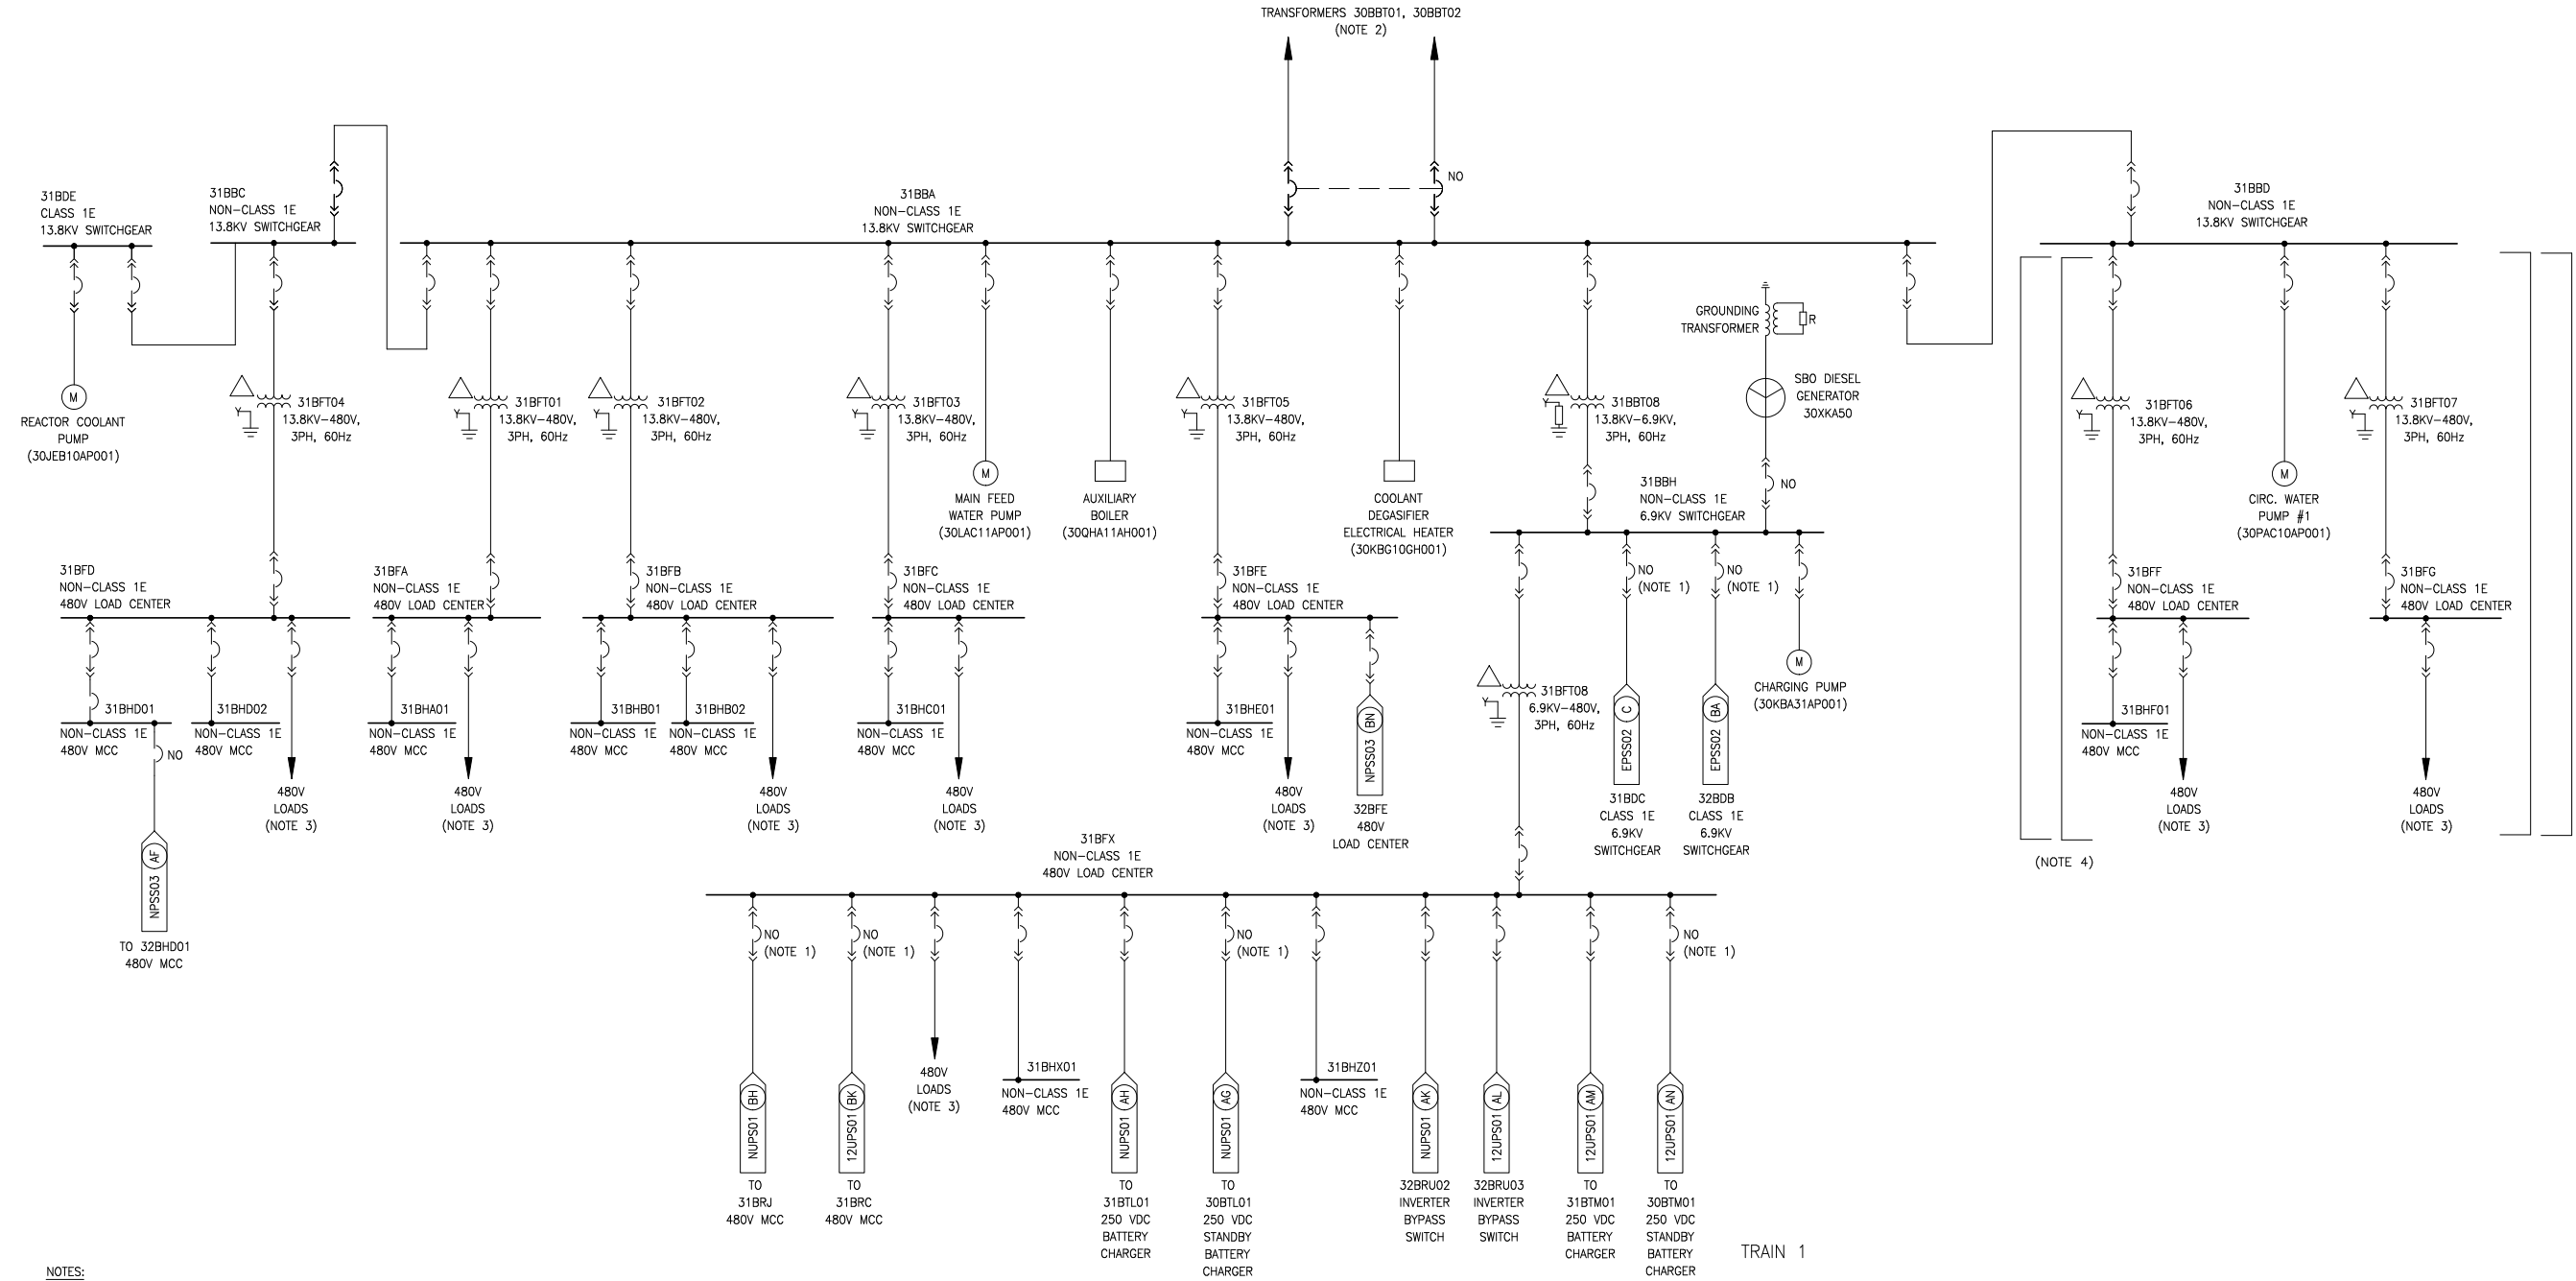 TRANSFORMERS 30BBT01, 30BBT02
(NOTE 2)
NO
31BDE
CLASS 1E
13.8KV SWITCHGEAR
31BBC
NON-CLASS 1E
13.8KV SWITCHGEAR
31BBA
NON-CLASS 1E
13.8KV SWITCHGEAR
31BBD
NON-CLASS 1E
13.8KV SWITCHGEAR
GROUNDING
TRANSFORMER
R
M
REACTOR COOLANT
PUMP
(30JEB10AP001)
Y
31BFT04
13.8KV-480V,
3PH, 60Hz
Y
31BFT01
13.8KV-480V,
3PH, 60Hz
Y
31BFT02
13.8KV-480V,
3PH, 60Hz
Y
31BFT03
13.8KV-480V,
3PH, 60Hz
M
MAIN FEED
WATER PUMP
(30LAC11AP001)
AUXILIARY
BOILER
(30QHA11AH001)
Y
31BFT05
13.8KV-480V,
3PH, 60Hz
COOLANT
DEGASIFIER
ELECTRICAL HEATER
(30KBG10GH001)
Y
31BBT08
13.8KV-6.9KV,
3PH, 60Hz
SBO DIESEL
GENERATOR
30XKA50
NO
31BBH
NON-CLASS 1E
6.9KV SWITCHGEAR
Y
31BFT06
13.8KV-480V,
3PH, 60Hz
M
CIRC. WATER
PUMP #1
(30PAC10AP001)
Y
31BFT07
13.8KV-480V,
3PH, 60Hz
31BFD
NON-CLASS 1E
480V LOAD CENTER
31BFA
NON-CLASS 1E
480V LOAD CENTER
31BFB
NON-CLASS 1E
480V LOAD CENTER
31BFC
NON-CLASS 1E
480V LOAD CENTER
31BFE
NON-CLASS 1E
480V LOAD CENTER
NO
(NOTE 1)
NO
(NOTE 1)
31BFF
NON-CLASS 1E
480V LOAD CENTER
31BFG
NON-CLASS 1E
480V LOAD CENTER
31BHD01
NON-CLASS 1E
480V MCC
NO
31BHD02
NON-CLASS 1E
480V MCC
480V
LOADS
(NOTE 3)
31BHA01
NON-CLASS 1E
480V MCC
480V
LOADS
(NOTE 3)
31BHB01
NON-CLASS 1E
480V MCC
31BHB02
NON-CLASS 1E
480V MCC
480V
LOADS
(NOTE 3)
31BHC01
NON-CLASS 1E
480V MCC
480V
LOADS
(NOTE 3)
31BHE01
NON-CLASS 1E
480V MCC
480V
LOADS
(NOTE 3)
BN
NPSS03
32BFE
480V
LOAD CENTER
Y
31BFT08
6.9KV-480V,
3PH, 60Hz
C
EPSS02
31BDC
CLASS 1E
6.9KV
SWITCHGEAR
BA
EPSS02
32BDB
CLASS 1E
6.9KV
SWITCHGEAR
M
CHARGING PUMP
(30KBA31AP001)
31BHF01
NON-CLASS 1E
480V MCC
480V
LOADS
(NOTE 3)
480V
LOADS
(NOTE 3)
(NOTE 4)
AF
NPSS03
TO 32BHD01
480V MCC
31BFX
NON-CLASS 1E
480V LOAD CENTER
NO
(NOTE 1)
NO
(NOTE 1)
NO
(NOTE 1)
NO
(NOTE 1)
BH
NUPS01
TO
31BRJ
480V MCC
BK
12UPS01
TO
31BRC
480V MCC
480V
LOADS
(NOTE 3)
31BHX01
NON-CLASS 1E
480V MCC
AH
NUPS01
TO
31BTL01
250 VDC
BATTERY
CHARGER
AG
NUPS01
TO
30BTL01
250 VDC
STANDBY
BATTERY
CHARGER
31BHZ01
NON-CLASS 1E
480V MCC
AK
NUPS01
32BRU02
INVERTER
BYPASS
SWITCH
AL
12UPS01
32BRU03
INVERTER
BYPASS
SWITCH
AM
12UPS01
TO
31BTM01
250 VDC
BATTERY
CHARGER
AN
12UPS01
TO
30BTM01
250 VDC
STANDBY
BATTERY
CHARGER
TRAIN 1
NOTES: